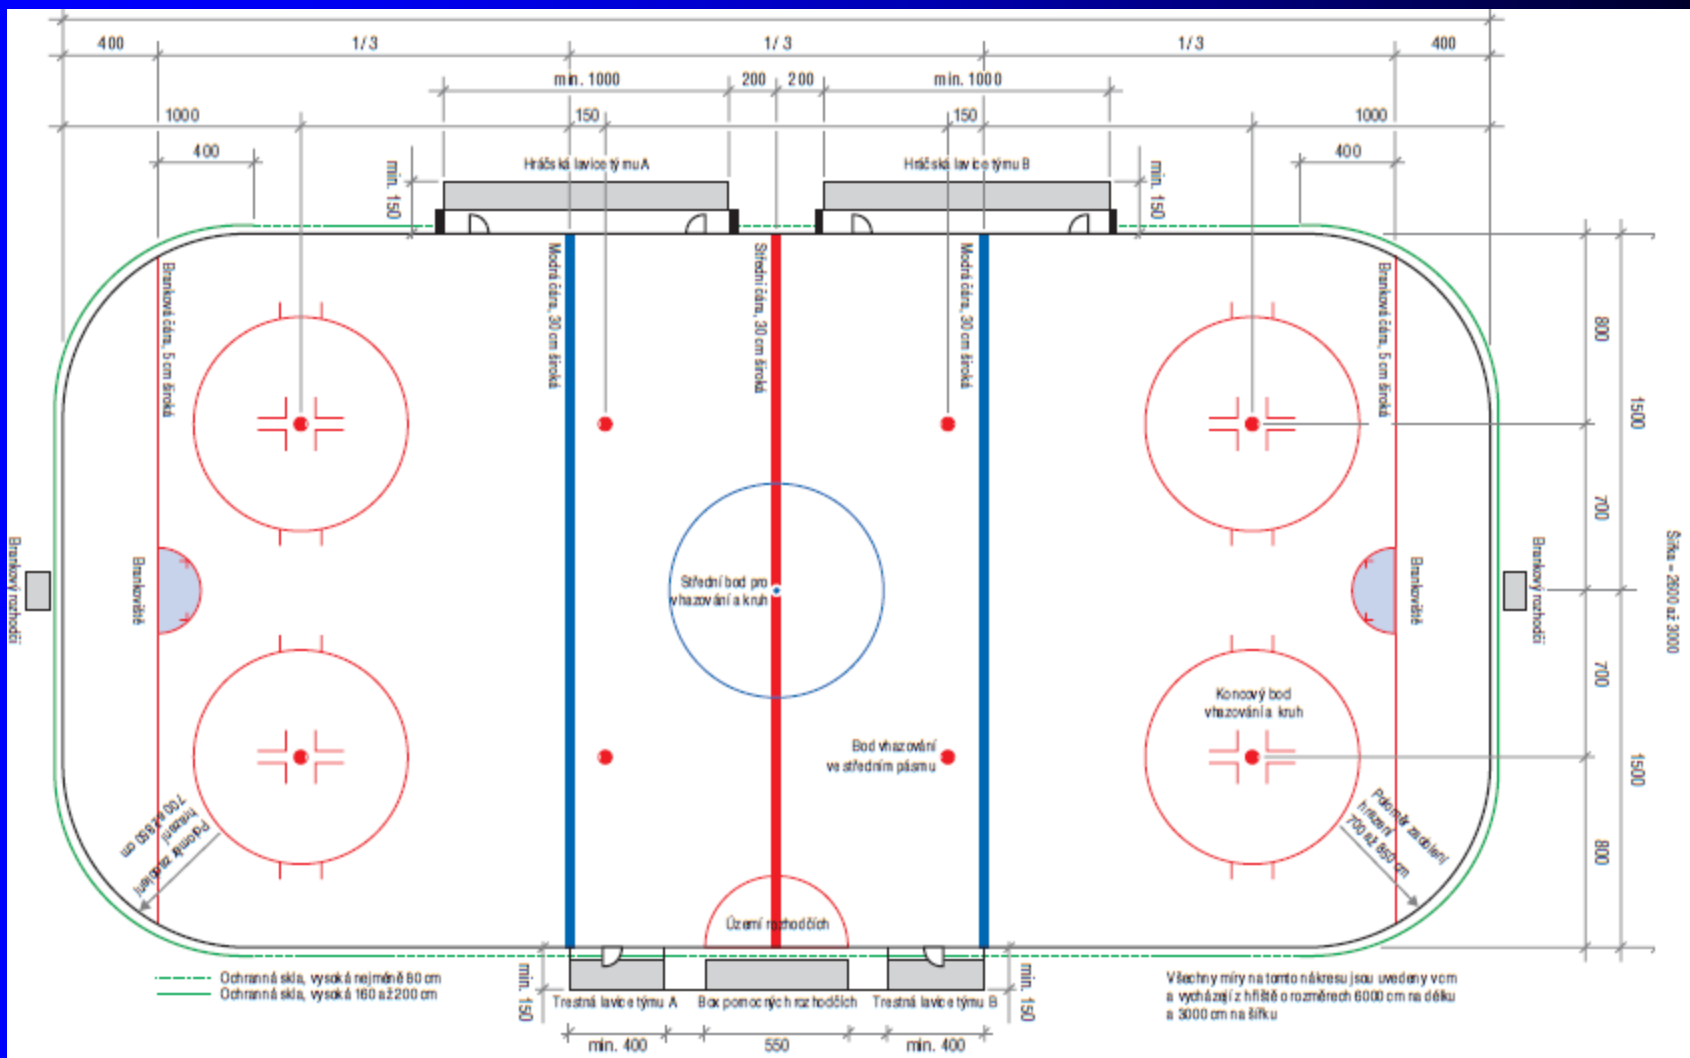 400
1/3
1/3
1/3
400
min. 1000
200
200
min. 1000
1000
150
150
1000
400
400
min. 150
Hráčská lavice týmu A
Hráčská lavice týmu B
min. 150
Branková čára, 5 cm široká
Modrá čára, 30 cm široká
Střední čára, 30 cm široká
Modrá čára, 30 cm široká
Branková čára, 5 cm široká
800
1500
700
Brankový rozhodčí
Brankoviště
Střední bod pro
vhazování a kruh
Brankoviště
Brankový rozhodčí
Šířka = 2600 až 3000
700
Koncový bod
vhazování a kruh
Bod vhazování
ve středním pásmu
1500
Poloměr zaoblení
hrazení
700 až 850 cm
Poloměr zaoblení
hrazení
700 až 850 cm
800
Území rozhodčích
Ochranná skla, vysoká nejméně 80 cm
Ochranná skla, vysoká 160 až 200 cm
min. 150
Trestná lavice týmu A
Box pomocných rozhodčích
Trestná lavice týmu B
min. 150
min. 400
550
min. 400
Všechny míry na tomto nákresu jsou uvedeny v cm
a vycházejí z hřiště o rozměrech 6000 cm na délku
a 3000 cm na šířku